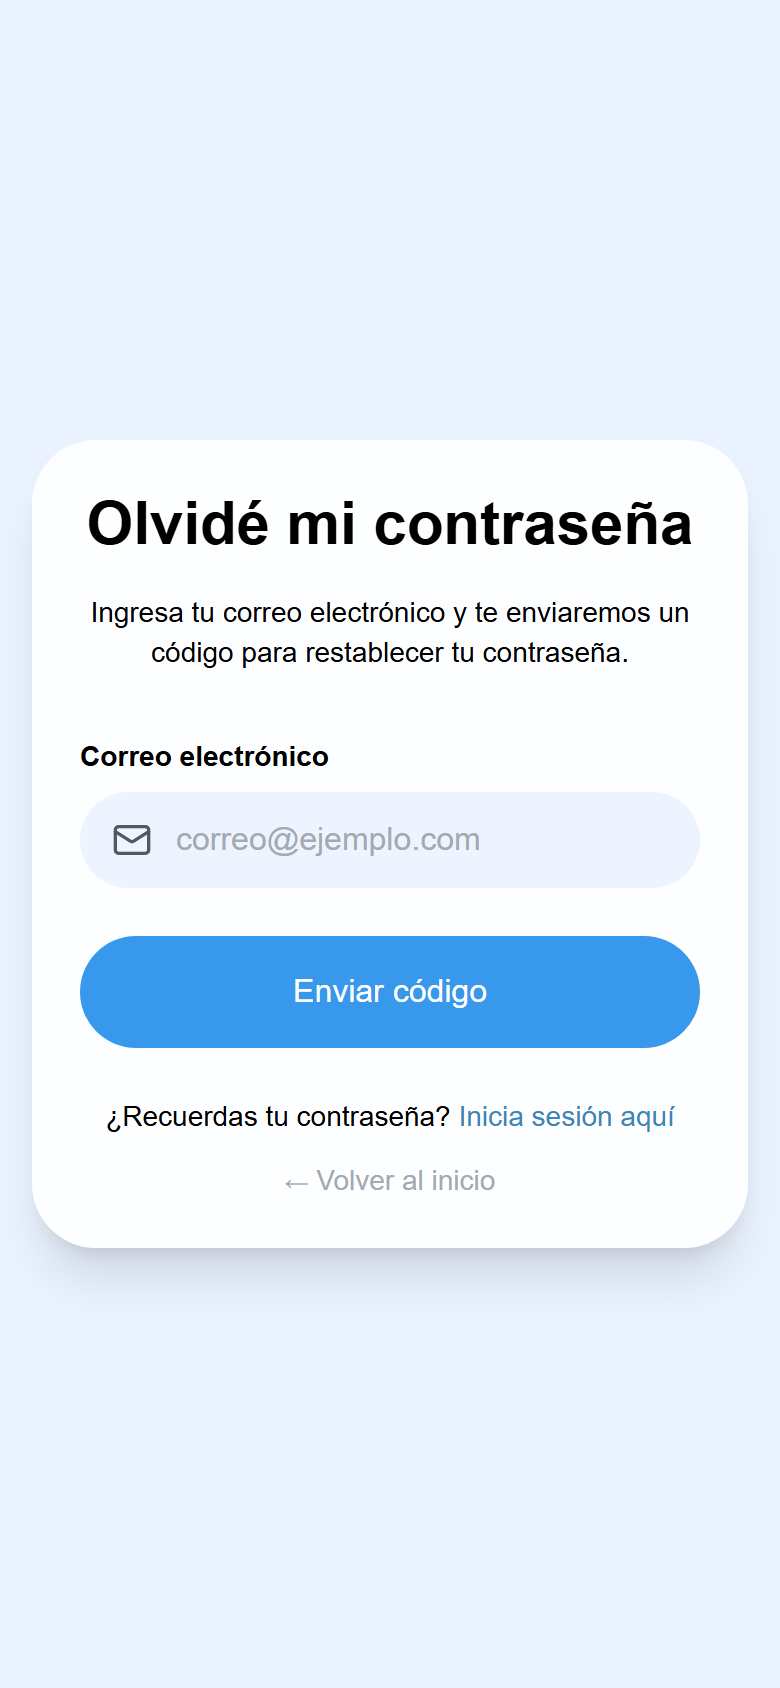 Olvidé mi contraseña
Ingresa tu correo electrónico y te enviaremos un
código para restablecer tu contraseña.
Correo electrónico
correo@ejemplo.com
Enviar código
¿Recuerdas tu contraseña? Inicia sesión aquí
← Volver al inicio